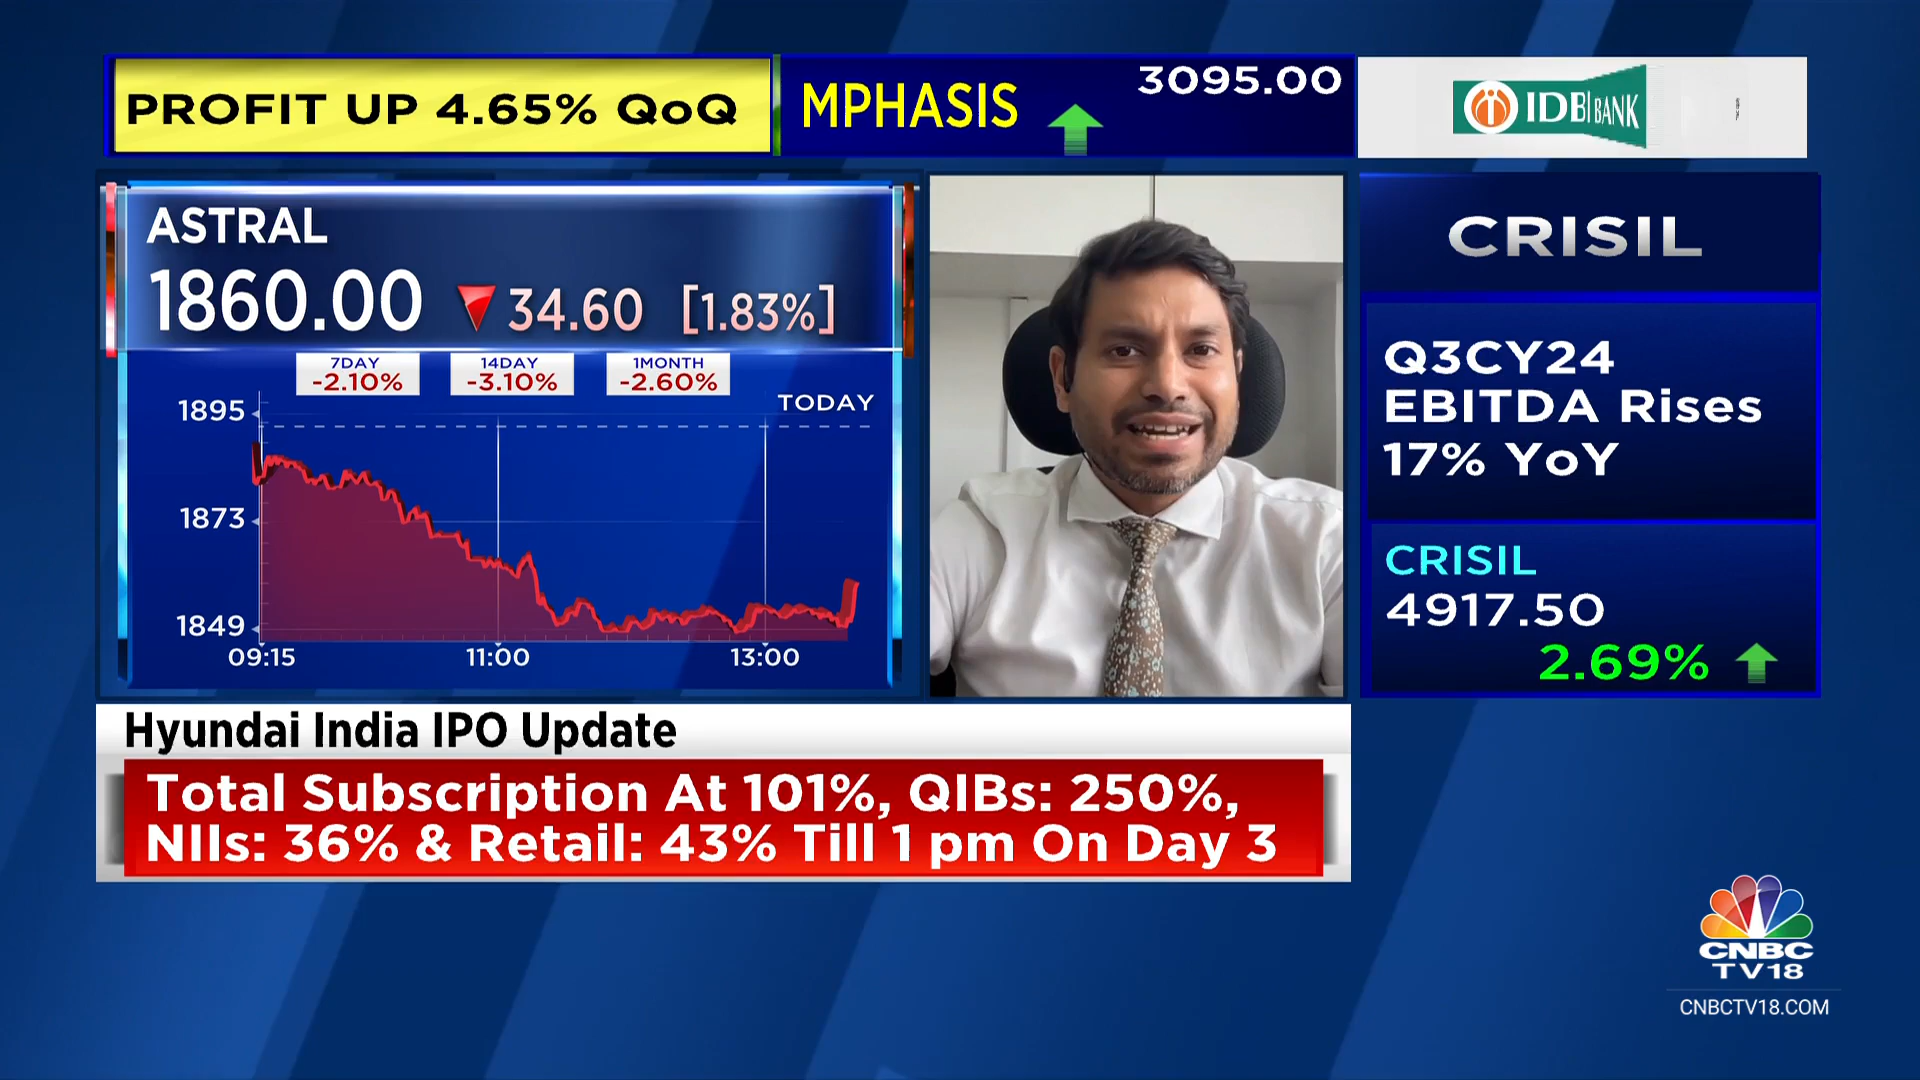 PROFIT UP 4.65% QoQ
MPHASIS
3095.00
IDBI BANK
ASTRAL
1860.00 34.60 [1.83%]
7DAY
-2.10%
14DAY
-3.10%
1MONTH
-2.60%
TODAY
1895
1873
1849
09:15 11:00 13:00
CRISIL
Q3CY24
EBITDA Rises
17% YoY
CRISIL
4917.50
2.69%
Hyundai India IPO Update
Total Subscription At 101%, QIBs: 250%,
NIIs: 36% & Retail: 43% Till 1 pm On Day 3
CNBC
TV18
CNBCTV18.COM